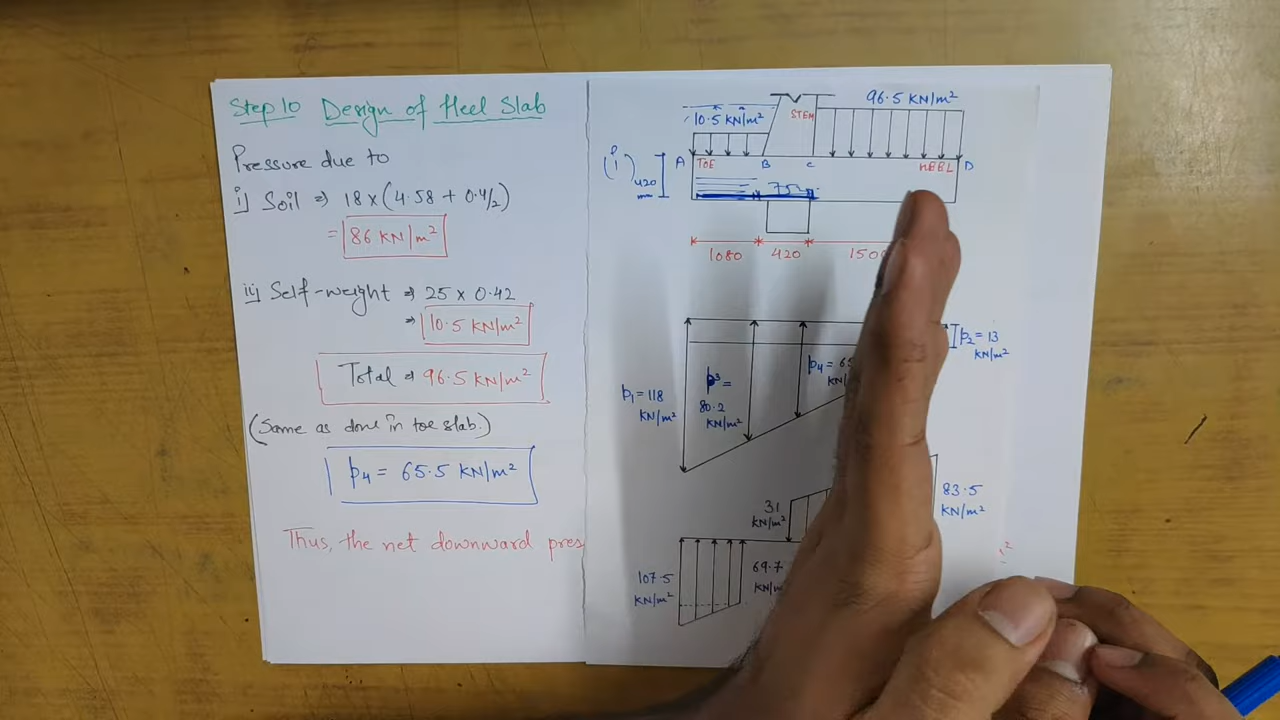 Step 10 Design of Heel Slab
Pressure due to
i) Soil ⇒ 18 x (4.58 + 0.4/2)
= 86 KN/m²
ii) Self-weight ⇒ 25 x 0.42
⇒ 10.5 KN/m²
Total ⇒ 96.5 KN/m²
(Same as done in toe slab.)
p4 = 65.5 KN/m²
Thus, the net downward pres
96.5 KN/m²
10.5 KN/m²
STEM
(i)
A TOE B C HEEL D
420
mm
1080 420 1500
p2 = 13
KN/m²
p4 = 65
KN/
p3 =
80.2
KN/m²
p1 = 118
KN/m²
83.5
KN/m²
31
KN/m²
69.7
KN/m
107.5
KN/m²